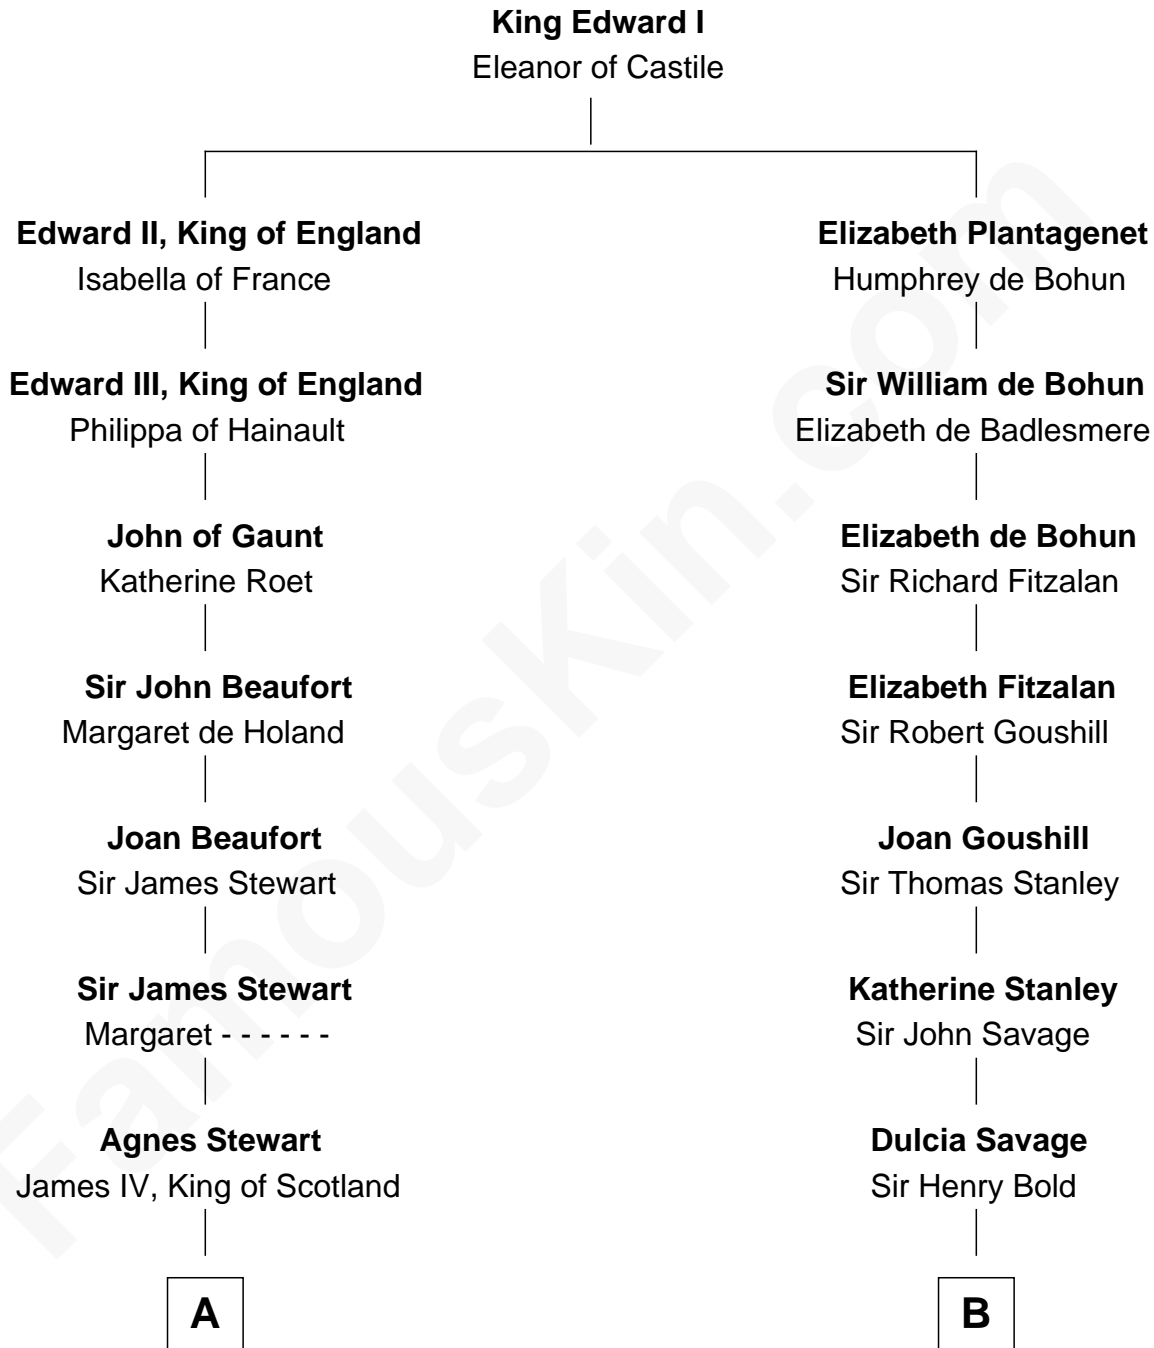 King Edward I
Eleanor of Castile
Edward II, King of England
Isabella of France
Elizabeth Plantagenet
Humphrey de Bohun
Edward III, King of England
Philippa of Hainault
Sir William de Bohun
Elizabeth de Badlesmere
John of Gaunt
Katherine Roet
Elizabeth de Bohun
Sir Richard Fitzalan
Sir John Beaufort
Margaret de Holand
Elizabeth Fitzalan
Sir Robert Goushill
Joan Beaufort
Sir James Stewart
Joan Goushill
Sir Thomas Stanley
Sir James Stewart
Margaret - - - - - -
Katherine Stanley
Sir John Savage
Agnes Stewart
James IV, King of Scotland
Dulcia Savage
Sir Henry Bold
A
B
FamousKin.com